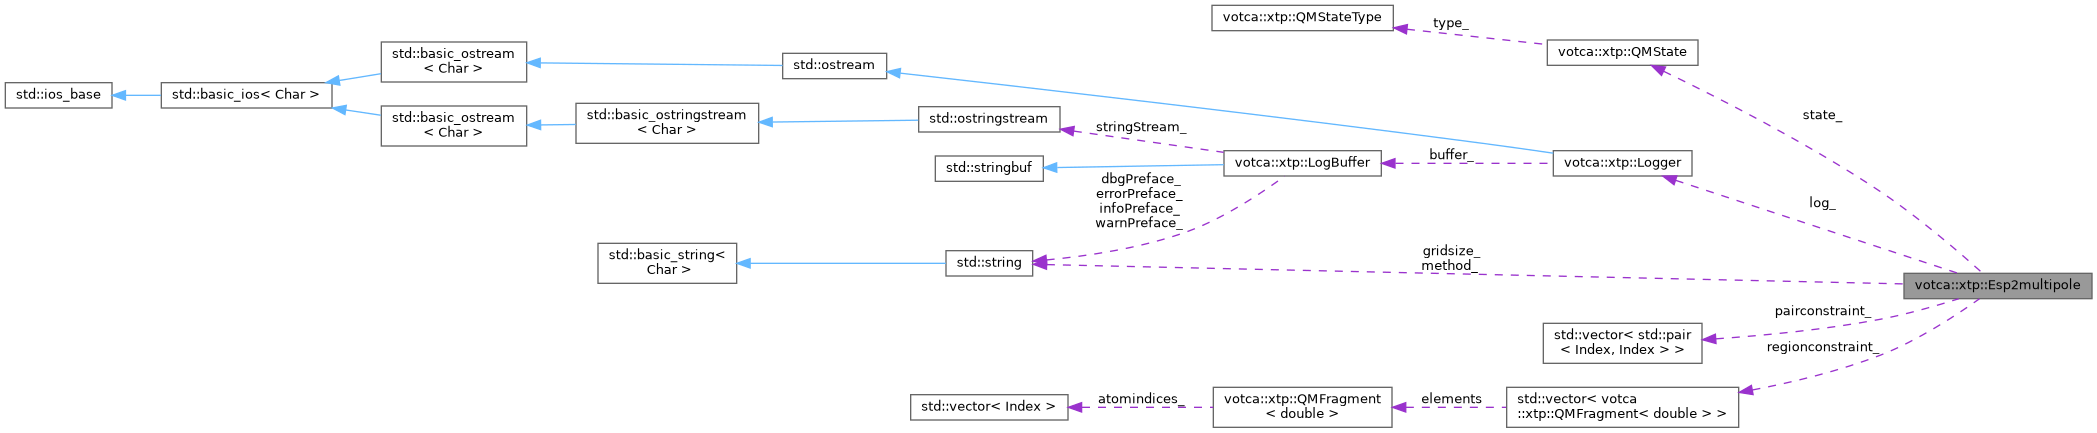 votca::xtp::QMStateType
type_
votca::xtp::QMState
std::basic_ostream
< Char >
std::ostream
std::ios_base
std::basic_ios< Char >
std::basic_ostream
< Char >
std::basic_ostringstream
< Char >
std::ostringstream
stringStream_
state_
std::stringbuf
votca::xtp::LogBuffer
buffer_
votca::xtp::Logger
dbgPreface_
errorPreface_
infoPreface_
warnPreface_
log_
std::basic_string<
Char >
std::string
gridsize_
method_
votca::xtp::Esp2multipole
pairconstraint_
std::vector< std::pair
< Index, Index > >
regionconstraint_
std::vector< Index >
atomindices_
votca::xtp::QMFragment
< double >
elements
std::vector< votca
::xtp::QMFragment< double > >